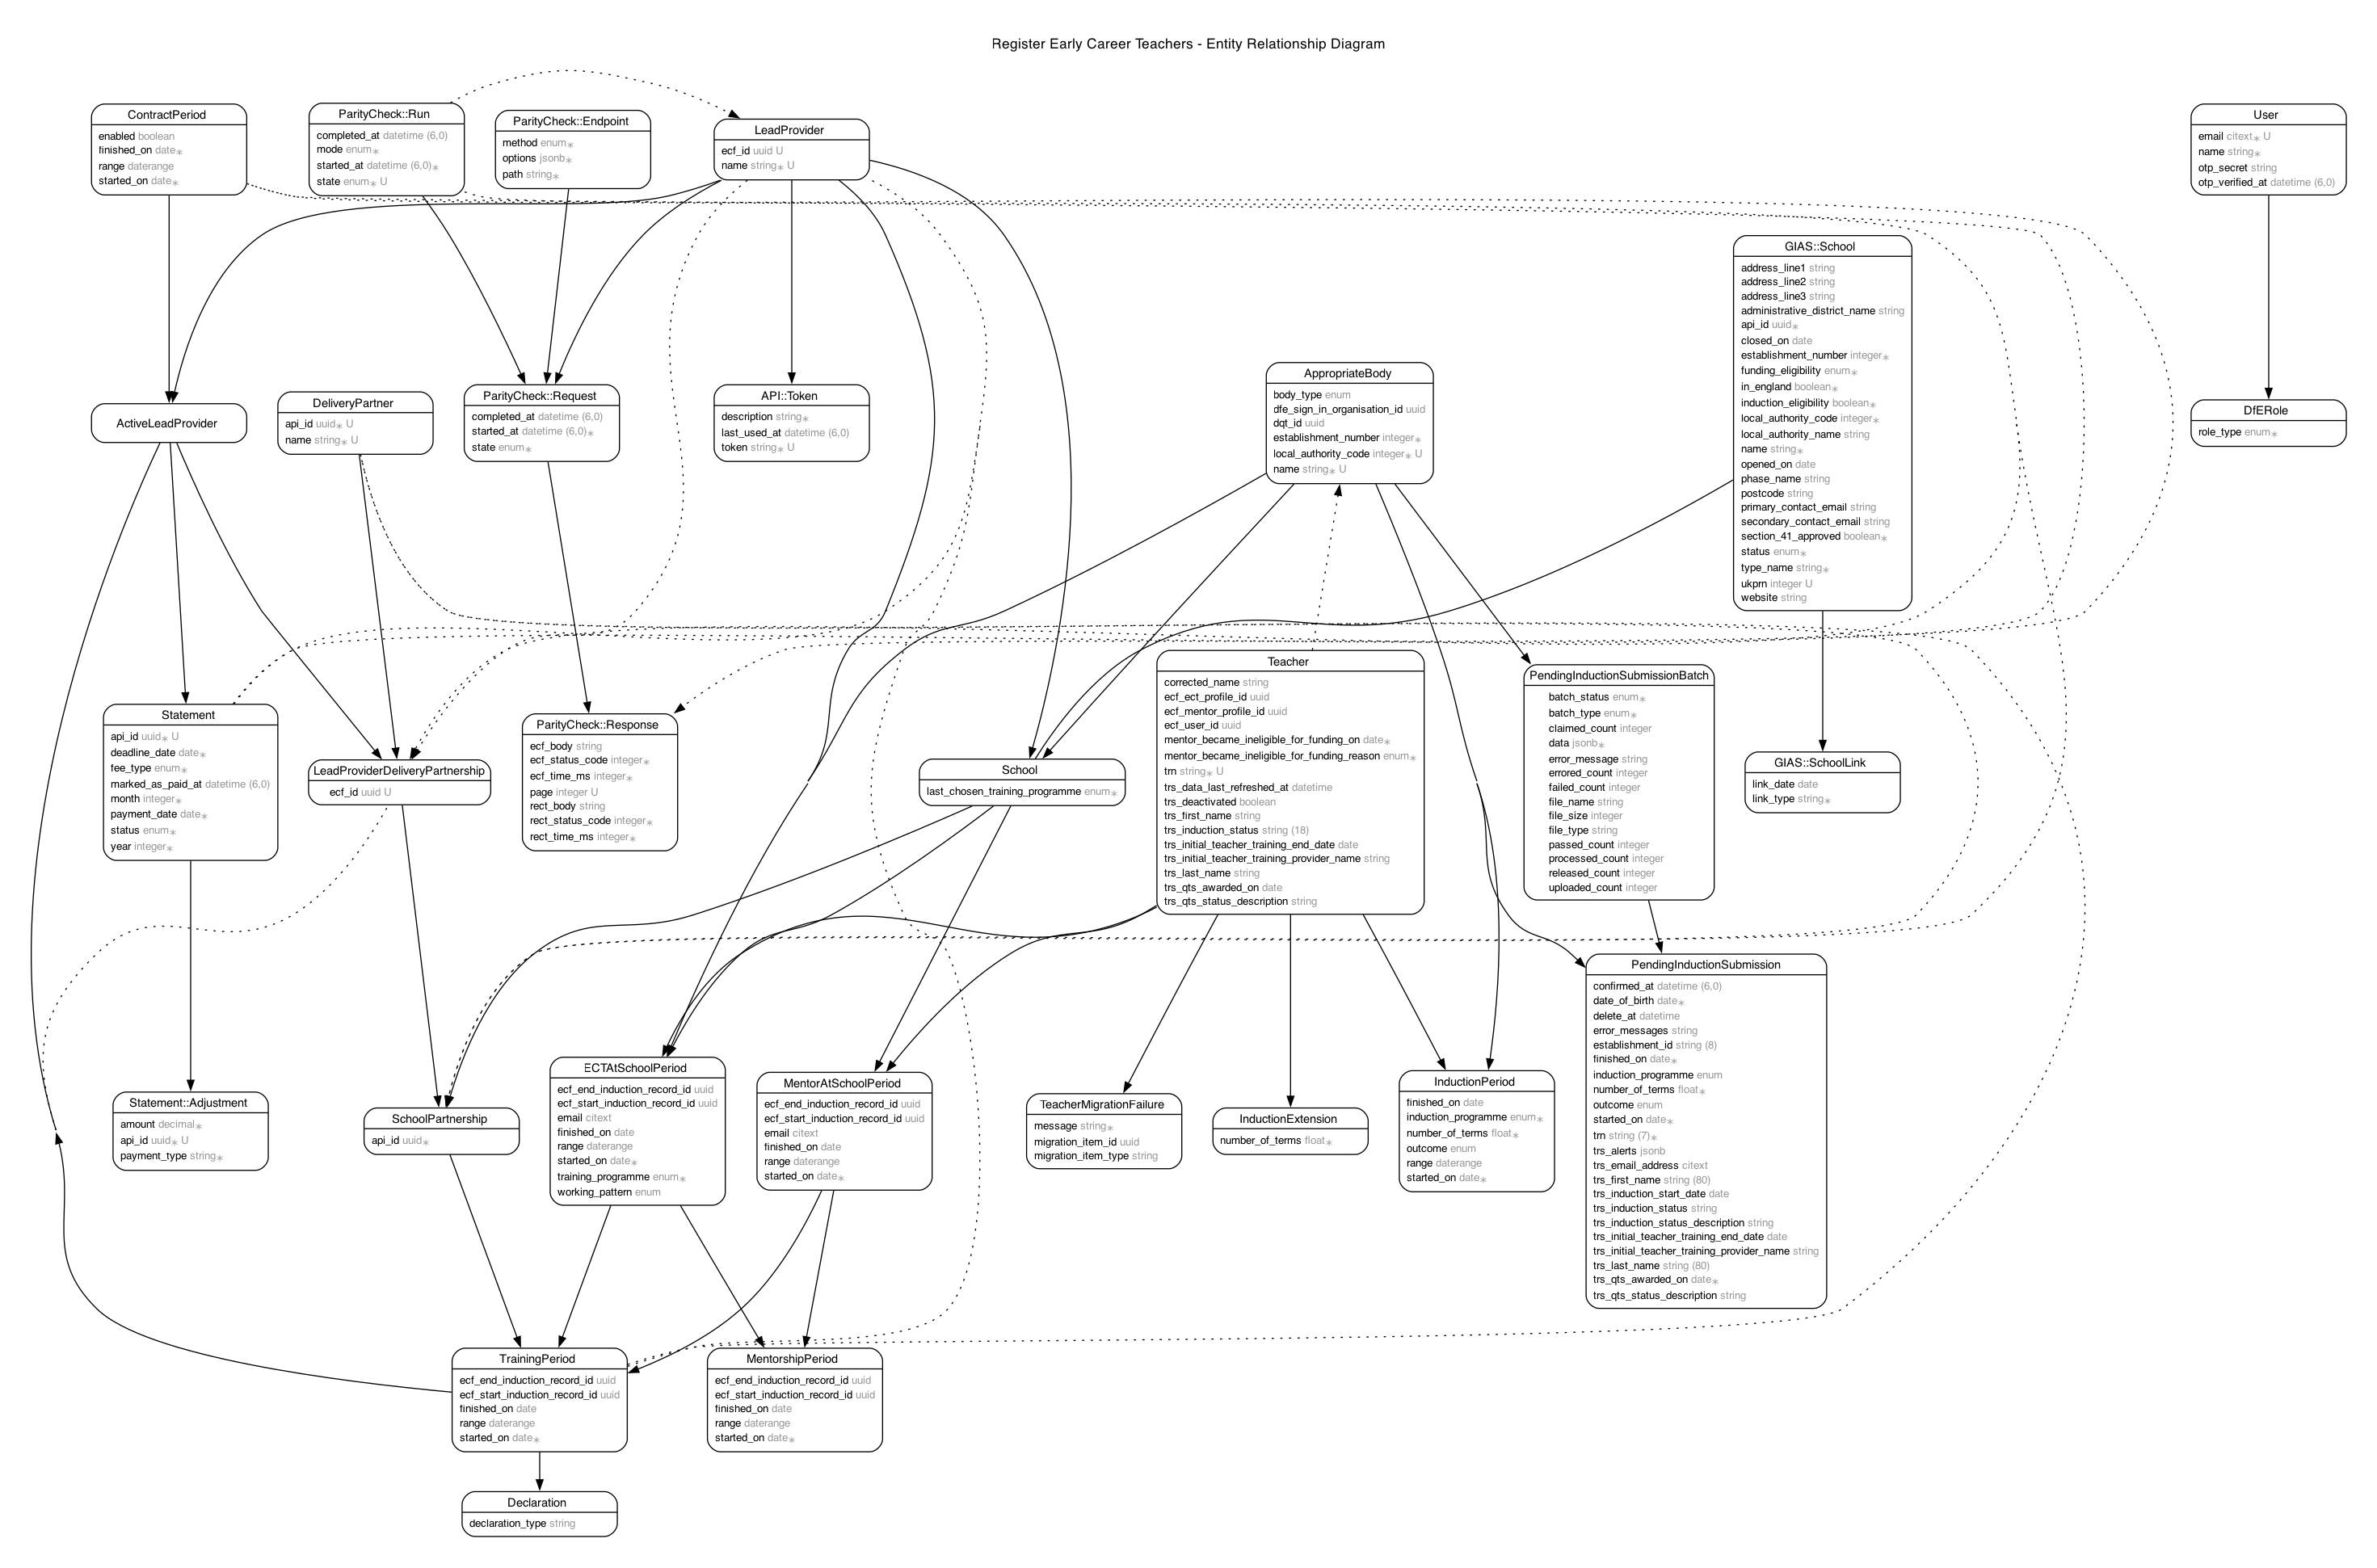 Register Early Career Teachers - Entity Relationship Diagram
ContractPeriod
enabled boolean
finished_on date∗
range daterange
started_on date∗
ParityCheck::Run
completed_at datetime (6,0)
mode enum∗
started_at datetime (6,0)∗
state enum∗ U
ParityCheck::Endpoint
method enum∗
options jsonb∗
path string∗
LeadProvider
ecf_id uuid U
name string∗ U
User
email citext∗ U
name string∗
otp_secret string
otp_verified_at datetime (6,0)
GIAS::School
address_line1 string
address_line2 string
address_line3 string
administrative_district_name string
api_id uuid∗
closed_on date
establishment_number integer∗
funding_eligibility enum∗
in_england boolean∗
induction_eligibility boolean∗
local_authority_code integer∗
local_authority_name string
name string∗
opened_on date
phase_name string
postcode string
primary_contact_email string
secondary_contact_email string
section_41_approved boolean∗
status enum∗
type_name string∗
ukprn integer U
website string
ActiveLeadProvider
DeliveryPartner
api_id uuid∗ U
name string∗ U
ParityCheck::Request
completed_at datetime (6,0)
started_at datetime (6,0)∗
state enum∗
API::Token
description string∗
last_used_at datetime (6,0)
token string∗ U
AppropriateBody
body_type enum
dfe_sign_in_organisation_id uuid
dqt_id uuid
establishment_number integer∗
local_authority_code integer∗ U
name string∗ U
DfERole
role_type enum∗
Statement
api_id uuid∗ U
deadline_date date∗
fee_type enum∗
marked_as_paid_at datetime (6,0)
month integer∗
payment_date date∗
status enum∗
year integer∗
LeadProviderDeliveryPartnership
ecf_id uuid U
ParityCheck::Response
ecf_body string
ecf_status_code integer∗
ecf_time_ms integer∗
page integer U
rect_body string
rect_status_code integer∗
rect_time_ms integer∗
School
last_chosen_training_programme enum∗
Teacher
corrected_name string
ecf_ect_profile_id uuid
ecf_mentor_profile_id uuid
ecf_user_id uuid
mentor_became_ineligible_for_funding_on date∗
mentor_became_ineligible_for_funding_reason enum∗
trn string∗ U
trs_data_last_refreshed_at datetime
trs_deactivated boolean
trs_first_name string
trs_induction_status string (18)
trs_initial_teacher_training_end_date date
trs_initial_teacher_training_provider_name string
trs_last_name string
trs_qts_awarded_on date
trs_qts_status_description string
PendingInductionSubmissionBatch
batch_status enum∗
batch_type enum∗
claimed_count integer
data jsonb∗
error_message string
errored_count integer
failed_count integer
file_name string
file_size integer
file_type string
passed_count integer
processed_count integer
released_count integer
uploaded_count integer
GIAS::SchoolLink
link_date date
link_type string∗
Statement::Adjustment
amount decimal∗
api_id uuid∗ U
payment_type string∗
SchoolPartnership
api_id uuid∗
ECTAtSchoolPeriod
ecf_end_induction_record_id uuid
ecf_start_induction_record_id uuid
email citext
finished_on date
range daterange
started_on date∗
training_programme enum∗
working_pattern enum
MentorAtSchoolPeriod
ecf_end_induction_record_id uuid
ecf_start_induction_record_id uuid
email citext
finished_on date
range daterange
started_on date∗
TeacherMigrationFailure
message string∗
migration_item_id uuid
migration_item_type string
InductionExtension
number_of_terms float∗
InductionPeriod
finished_on date
induction_programme enum∗
number_of_terms float∗
outcome enum
range daterange
started_on date∗
PendingInductionSubmission
confirmed_at datetime (6,0)
date_of_birth date∗
delete_at datetime
error_messages string
establishment_id string (8)
finished_on date∗
induction_programme enum
number_of_terms float∗
outcome enum
started_on date∗
trn string (7)∗
trs_alerts jsonb
trs_email_address citext
trs_first_name string (80)
trs_induction_start_date date
trs_induction_status string
trs_induction_status_description string
trs_initial_teacher_training_end_date date
trs_initial_teacher_training_provider_name string
trs_last_name string (80)
trs_qts_awarded_on date∗
trs_qts_status_description string
TrainingPeriod
ecf_end_induction_record_id uuid
ecf_start_induction_record_id uuid
finished_on date
range daterange
started_on date∗
MentorshipPeriod
ecf_end_induction_record_id uuid
ecf_start_induction_record_id uuid
finished_on date
range daterange
started_on date∗
Declaration
declaration_type string